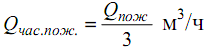 Qчас.пож. = Qпож / 3 м³/ч